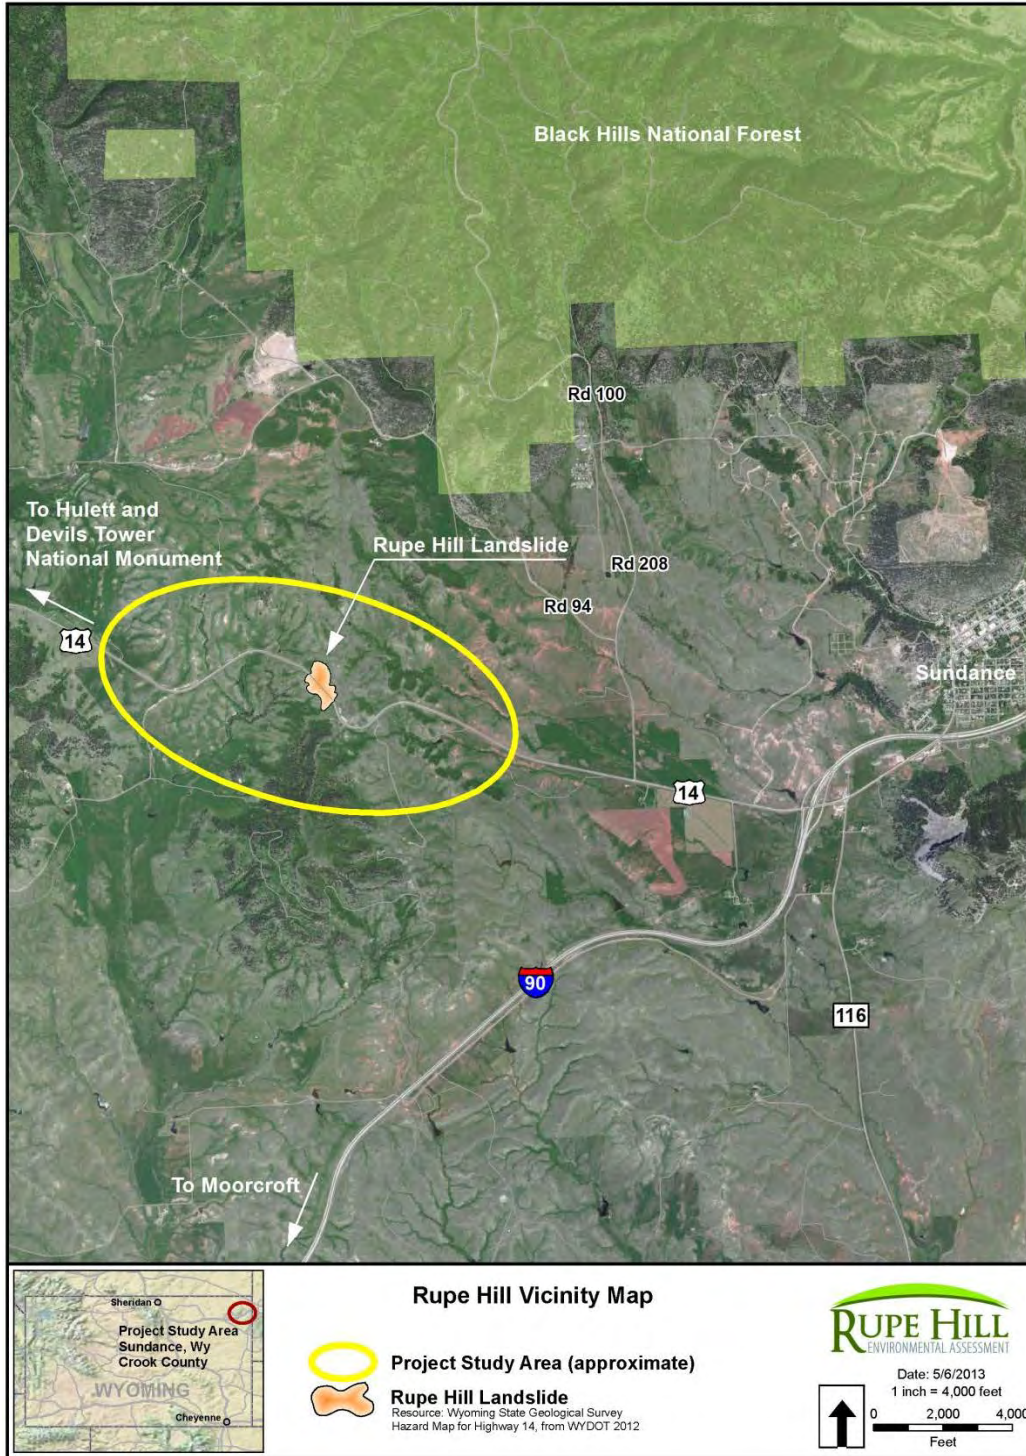 Black Hills National Forest
Rd 100
To Hulett and
Devils Tower
National Monument
Rupe Hill Landslide
Rd 208
Rd 94
14
Sundance
14
90
116
To Moorcroft
Sheridan
Project Study Area
Sundance, Wy
Crook County
WYOMING
Cheyenne
Rupe Hill Vicinity Map
Project Study Area (approximate)
Rupe Hill Landslide
Resource: Wyoming State Geological Survey
Hazard Map for Highway 14, from WYDOT 2012
RUPE HILL
ENVIRONMENTAL ASSESSMENT
Date: 5/6/2013
1 inch = 4,000 feet
0 2,000 4,000
Feet